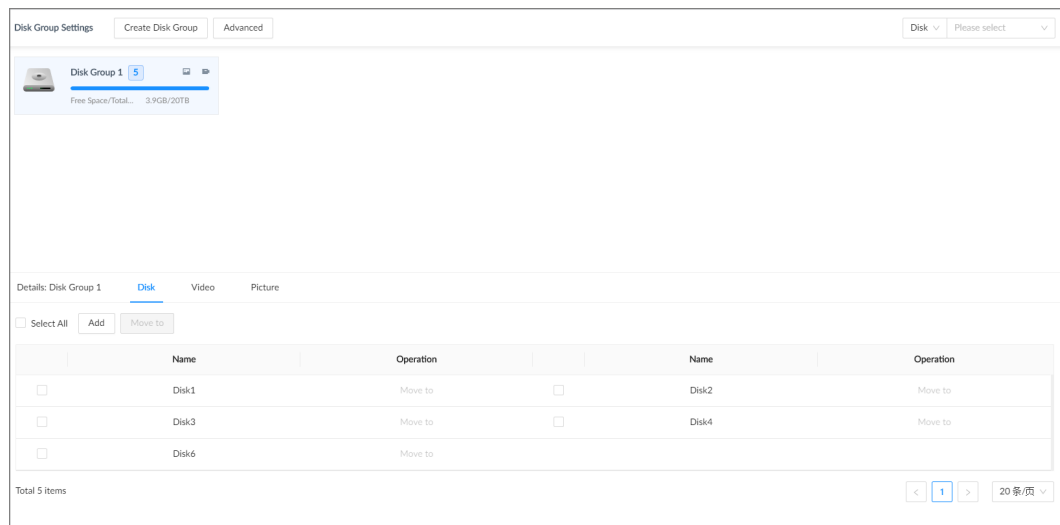 Disk Group Settings Create Disk Group Advanced Disk Please select
Disk Group 1 5
Free Space/Total... 3.9GB/20TB
Details: Disk Group 1 Disk Video Picture
Select All Add Move to
Name Operation Name Operation
Disk1 Move to Disk2 Move to
Disk3 Move to Disk4 Move to
Disk6 Move to
Total 5 items < 1 > 20 条/页